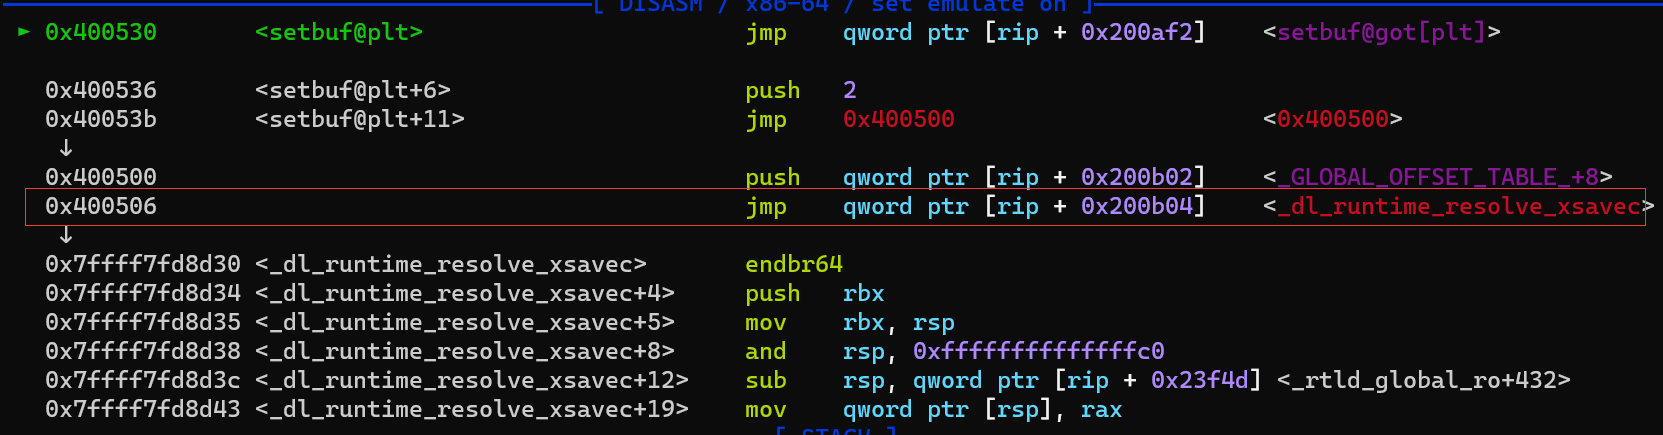 [ DISASM / x86-64 / set emulate on ]
► 0x400530 <setbuf@plt> jmp qword ptr [rip + 0x200af2] <setbuf@got[plt]>
0x400536 <setbuf@plt+6> push 2
0x40053b <setbuf@plt+11> jmp 0x400500 <0x400500>
↓
0x400500 push qword ptr [rip + 0x200b02] <_GLOBAL_OFFSET_TABLE_+8>
0x400506 jmp qword ptr [rip + 0x200b04] <_dl_runtime_resolve_xsavec>
↓
0x7ffff7fd8d30 <_dl_runtime_resolve_xsavec> endbr64
0x7ffff7fd8d34 <_dl_runtime_resolve_xsavec+4> push rbx
0x7ffff7fd8d35 <_dl_runtime_resolve_xsavec+5> mov rbx, rsp
0x7ffff7fd8d38 <_dl_runtime_resolve_xsavec+8> and rsp, 0xffffffffffffffc0
0x7ffff7fd8d3c <_dl_runtime_resolve_xsavec+12> sub rsp, qword ptr [rip + 0x23f4d] <_rtld_global_ro+432>
0x7ffff7fd8d43 <_dl_runtime_resolve_xsavec+19> mov qword ptr [rsp], rax
[ STACK ]